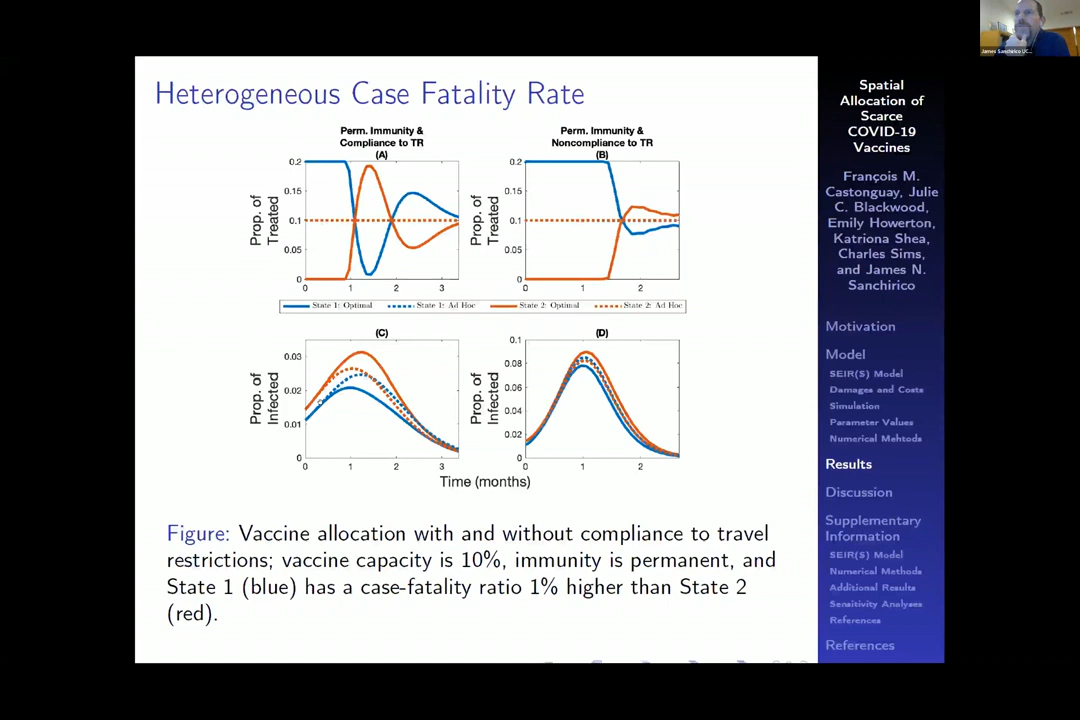 James Sanchirico UC...
Heterogeneous Case Fatality Rate
Perm. Immunity &
Compliance to TR
(A)
0.2
0.15
0.1
0.05
0
0
1
2
3
Prop. of
Treated
Perm. Immunity &
Noncompliance to TR
(B)
0.2
0.15
0.1
0.05
0
0
2
Prop. of
Treated
State 1: Optimal
State 1: Ad Hoc
State 2: Optimal
State 2: Ad Hoc
(C)
0.03
0.02
0.01
0
0
1
2
3
Prop. of
Infected
(D)
0.1
0.08
0.06
0.04
0.02
0
0
1
2
Prop. of
Infected
Time (months)
Figure: Vaccine allocation with and without compliance to travel
restrictions; vaccine capacity is 10%, immunity is permanent, and
State 1 (blue) has a case-fatality ratio 1% higher than State 2
(red).
Spatial
Allocation of
Scarce
COVID-19
Vaccines
François M.
Castonguay, Julie
C. Blackwood,
Emily Howerton,
Katriona Shea,
Charles Sims,
and James N.
Sanchirico
Motivation
Model
SEIR(S) Model
Damages and Costs
Simulation
Parameter Values
Numerical Mehtods
Results
Discussion
Supplementary
Information
SEIR(S) Model
Numerical Methods
Additional Results
Sensitivity Analyses
References
References